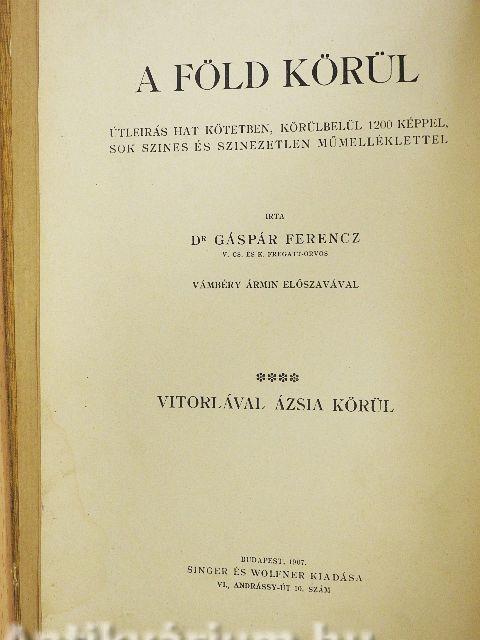 A FÖLD KÖRÜL
ÚTLEIRÁS HAT KÖTETBEN, KÖRÜLBELÜL 1200 KÉPPEL,
SOK SZINES ÉS SZINEZETLEN MŰMELLÉKLETTEL
IRTA
DR GÁSPÁR FERENCZ
V. CS. ÉS K. FREGATT-ORVOS
VÁMBÉRY ÁRMIN ELŐSZAVÁVAL
VITORLÁVAL ÁZSIA KÖRÜL
BUDAPEST, 1907.
SINGER ÉS WOLFNER KIADÁSA
VI., ANDRÁSSY-ÚT 10. SZÁM
Antikvárium.hu